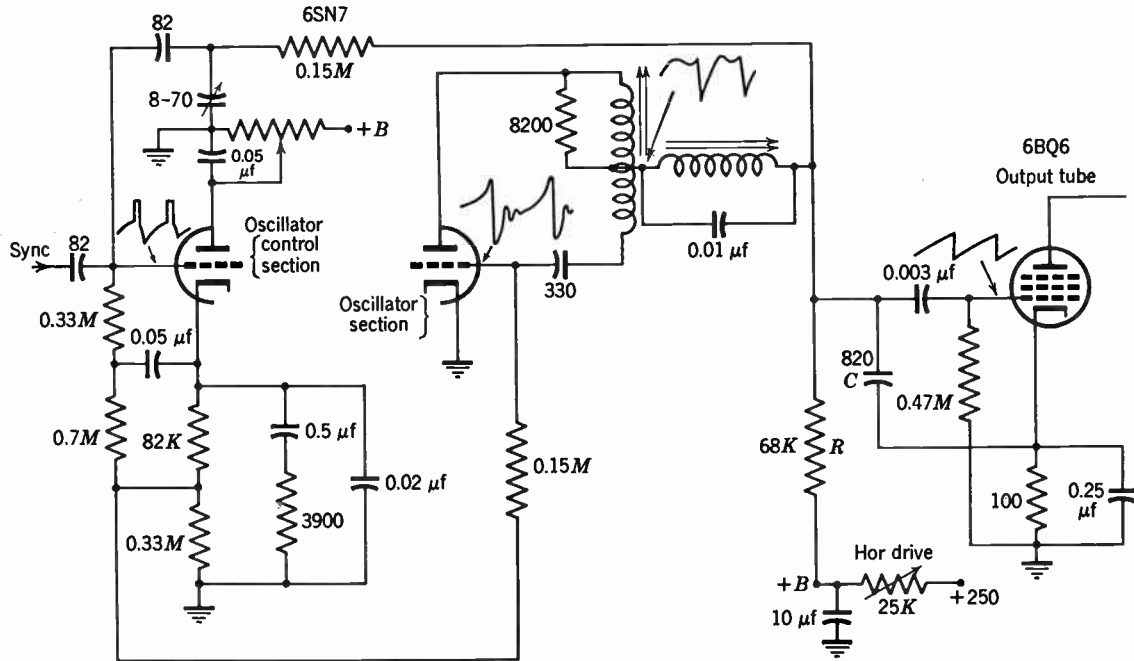 82
6SN7
0.15M
8-70
+B
0.05
μf
8200
6BQ6
Output tube
Oscillator
control
section
Sync
82
0.01 μf
0.003 μf
330
Oscillator
section
0.33M
0.05 μf
820
C
0.47M
0.7M
82K
0.5 μf
0.15M
68K
R
0.02 μf
3900
100
0.25
μf
0.33M
Hor drive
+B
25K
+250
10 μf